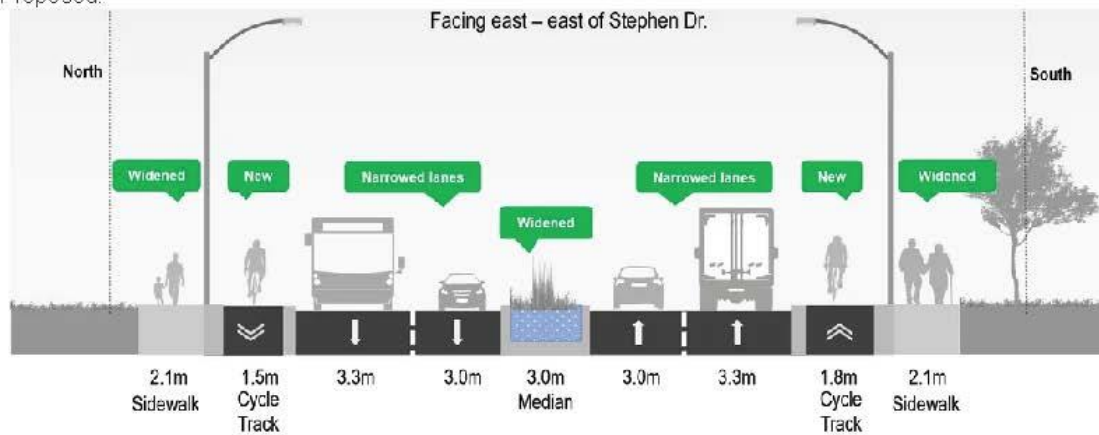 Proposed:
Facing east – east of Stephen Dr.
North
South
Widened
New
Narrowed lanes
Widened
Narrowed lanes
New
Widened
2.1m
Sidewalk
1.5m
Cycle
Track
3.3m
3.0m
3.0m
Median
3.0m
3.3m
1.8m
Cycle
Track
2.1m
Sidewalk